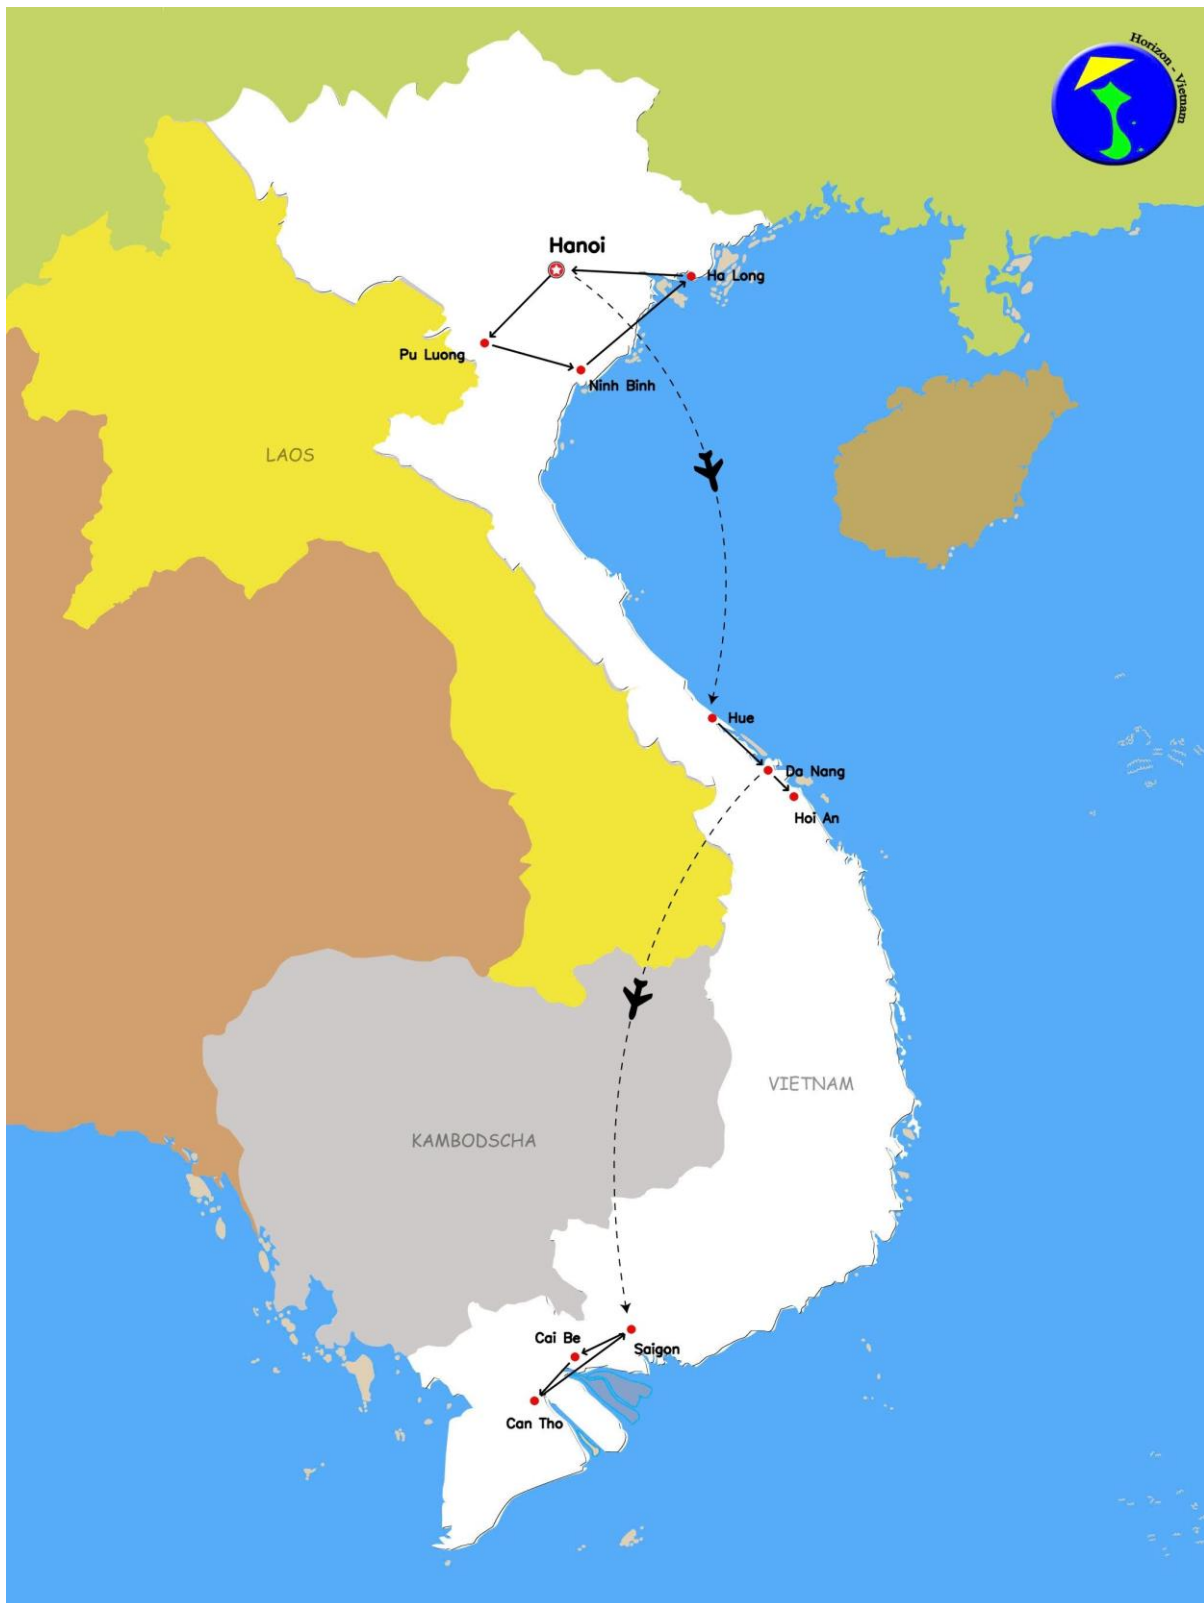 Horizon - Vietnam
Hanoi
Ha Long
Pu Luong
Ninh Binh
LAOS
Hue
Da Nang
Hoi An
VIETNAM
KAMBODSCHA
Cai Be
Saigon
Can Tho